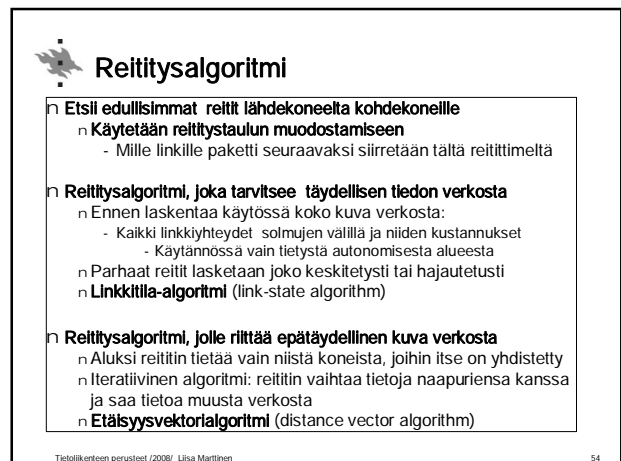 Reititysalgoritmi
n Etsii edullisimmat reitit lähdekoneelta kohdekoneille
n Käytetään reititystaulun muodostamiseen
- Mille linkille paketti seuraavaksi siirretään tältä reitittimeltä
n Reititysalgoritmi, joka tarvitsee täydellisen tiedon verkosta
n Ennen laskentaa käytössä koko kuva verkosta:
- Kaikki linkkiyhteydet solmujen välillä ja niiden kustannukset
- Käytännössä vain tietystä autonomisesta alueesta
n Parhaat reitit lasketaan joko keskitetysti tai hajautetusti
n Linkkitila-algoritmi (link-state algorithm)
n Reititysalgoritmi, jolle riittää epätäydellinen kuva verkosta
n Aluksi reititin tietää vain niistä koneista, joihin itse on yhdistetty
n Iteratiivinen algoritmi: reititin vaihtaa tietoja naapuriensa kanssa
ja saa tietoa muusta verkosta
n Etäisyysvektorialgoritmi (distance vector algorithm)
Tietoliikenteen perusteet /2008/ Liisa Marttinen
54